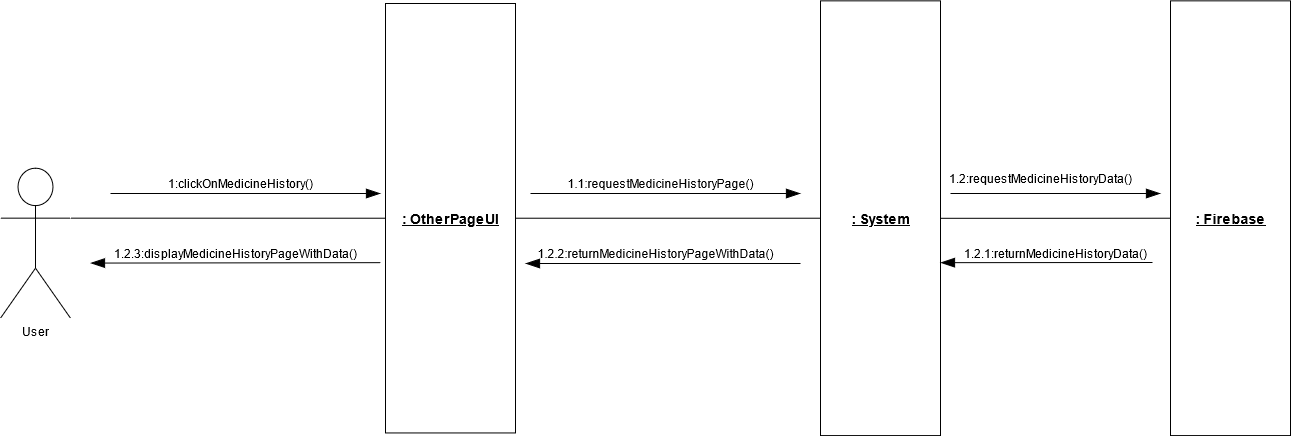 1:clickOnMedicineHistory()
1.1:requestMedicineHistoryPage()
1.2:requestMedicineHistoryData()
: OtherPageUI
: System
: Firebase
1.2.3:displayMedicineHistoryPageWithData()
1.2.2:returnMedicineHistoryPageWithData()
1.2.1:returnMedicineHistoryData()
User